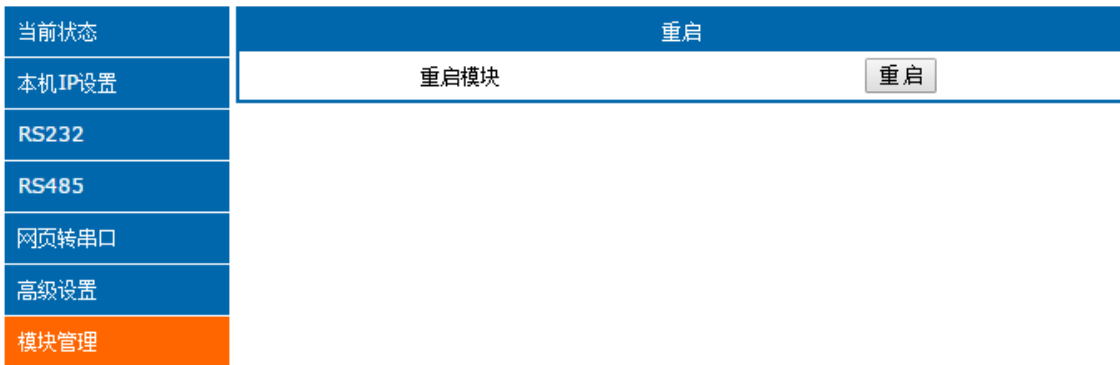 当前状态
本机IP设置
RS232
RS485
网页转串口
高级设置
模块管理
重启
重启模块 重启